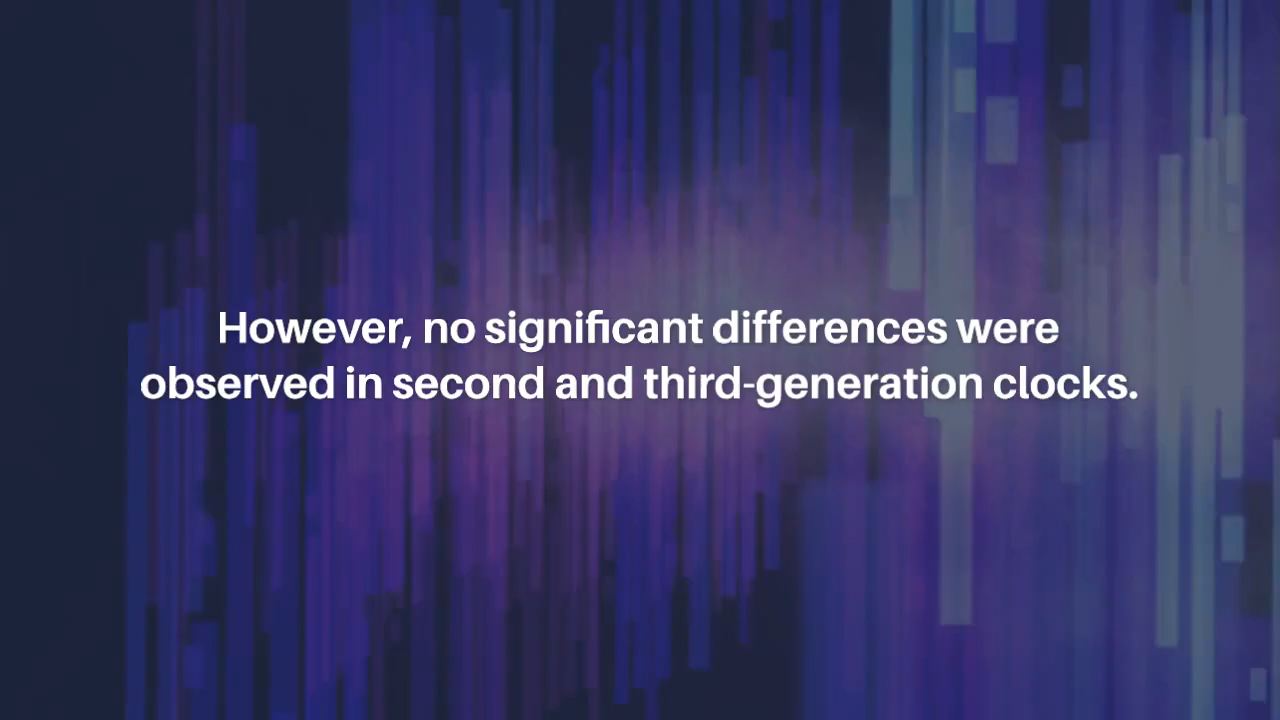 However, no significant differences were
observed in second and third-generation clocks.